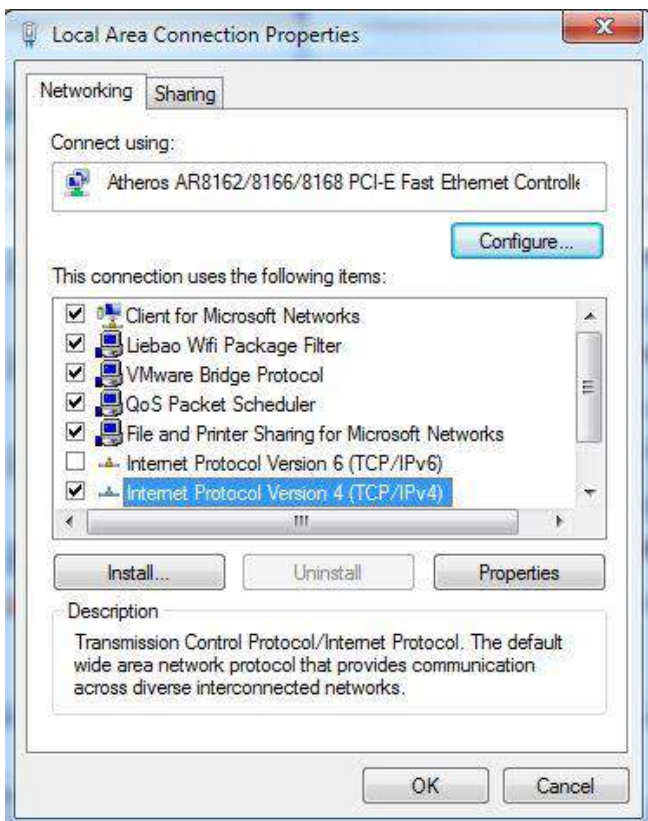 Local Area Connection Properties
Networking
Sharing
Connect using:
Atheros AR8162/8166/8168 PCI-E Fast Ethernet Controlle
Configure...
This connection uses the following items:
Client for Microsoft Networks
Liebao Wifi Package Filter
VMware Bridge Protocol
QoS Packet Scheduler
File and Printer Sharing for Microsoft Networks
Internet Protocol Version 6 (TCP/IPv6)
Internet Protocol Version 4 (TCP/IPv4)
Install...
Uninstall
Properties
Description
Transmission Control Protocol/Internet Protocol. The default
wide area network protocol that provides communication
across diverse interconnected networks.
OK
Cancel